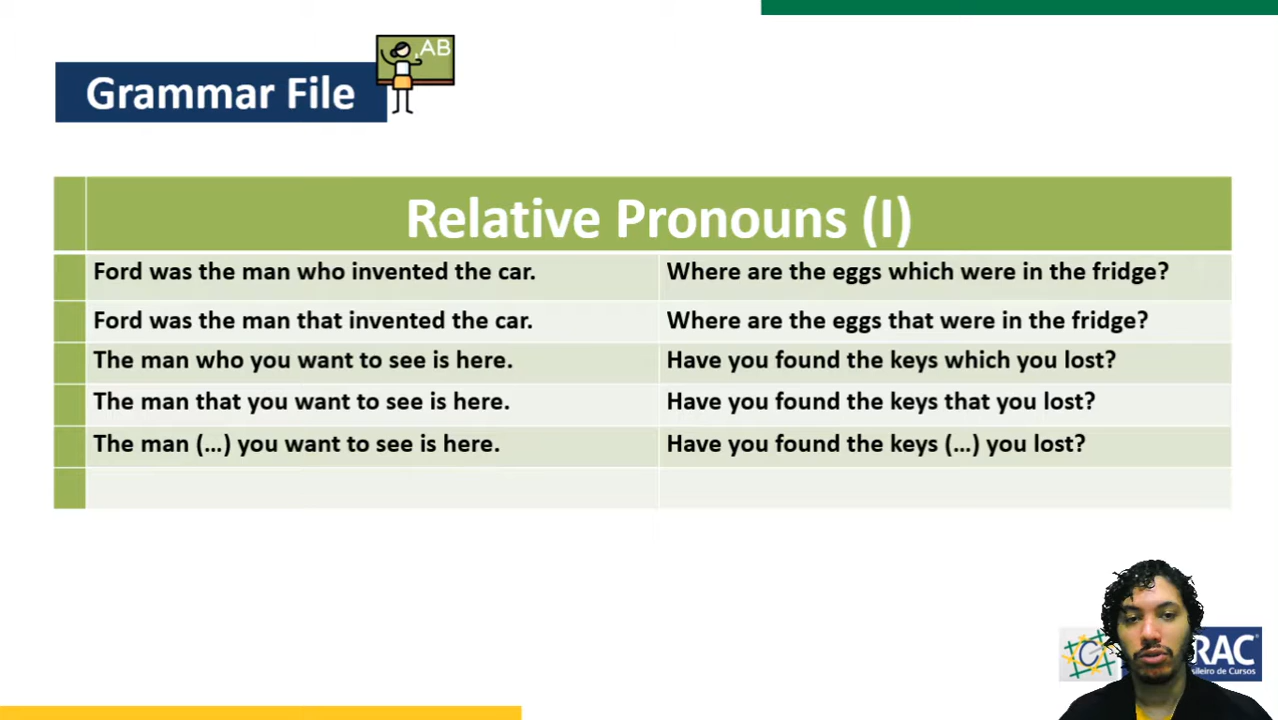 AB
Grammar File
Relative Pronouns (I)
Ford was the man who invented the car.
Where are the eggs which were in the fridge?
Ford was the man that invented the car.
Where are the eggs that were in the fridge?
The man who you want to see is here.
Have you found the keys which you lost?
The man that you want to see is here.
Have you found the keys that you lost?
The man (...) you want to see is here.
Have you found the keys (...) you lost?
C RAC
sileiro de Cursos